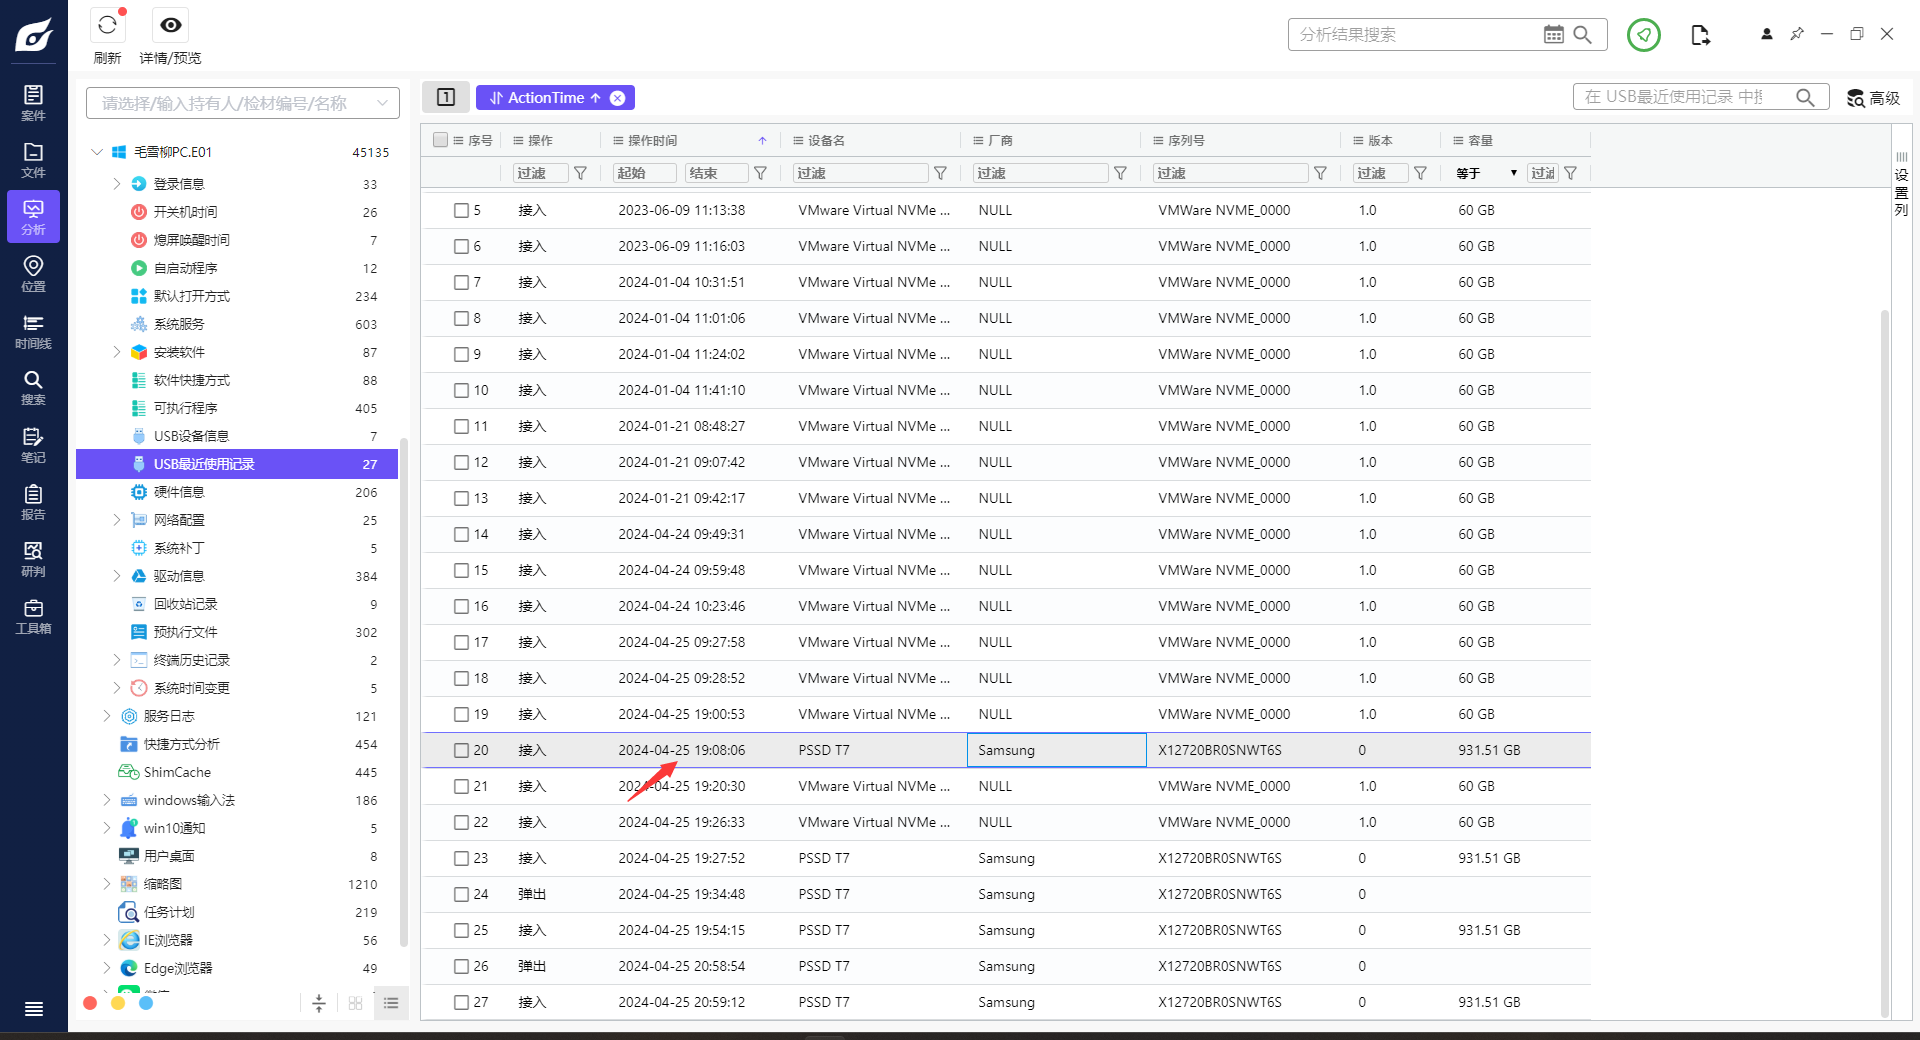 刷新
详情/预览
分析结果搜索
案件
文件
分析
位置
时间线
搜索
笔记
报告
研判
工具箱
请选择/输入持有人/检材编号/名称
毛雪柳PC.E01 45135
登录信息 33
开关机时间 26
熄屏唤醒时间 7
自启动程序 12
默认打开方式 234
系统服务 603
安装软件 87
软件快捷方式 88
可执行程序 405
USB设备信息 7
USB最近使用记录 27
硬件信息 206
网络配置 25
系统补丁 5
驱动信息 384
回收站记录 9
预执行文件 302
终端历史记录 2
系统时间变更 5
服务日志 121
快捷方式分析 454
ShimCache 445
windows输入法 186
win10通知 5
用户桌面 8
缩略图 1210
任务计划 219
IE浏览器 56
Edge浏览器 49
1 ActionTime
在 USB最近使用记录 中
高级
序号 操作 操作时间 设备名 厂商 序列号 版本 容量
过滤 起始 结束 过滤 过滤 过滤 过滤 等于 过滤
设置列
5 接入 2023-06-09 11:13:38 VMware Virtual NVMe ... NULL VMWare NVME_0000 1.0 60 GB
6 接入 2023-06-09 11:16:03 VMware Virtual NVMe ... NULL VMWare NVME_0000 1.0 60 GB
7 接入 2024-01-04 10:31:51 VMware Virtual NVMe ... NULL VMWare NVME_0000 1.0 60 GB
8 接入 2024-01-04 11:01:06 VMware Virtual NVMe ... NULL VMWare NVME_0000 1.0 60 GB
9 接入 2024-01-04 11:24:02 VMware Virtual NVMe ... NULL VMWare NVME_0000 1.0 60 GB
10 接入 2024-01-04 11:41:10 VMware Virtual NVMe ... NULL VMWare NVME_0000 1.0 60 GB
11 接入 2024-01-21 08:48:27 VMware Virtual NVMe ... NULL VMWare NVME_0000 1.0 60 GB
12 接入 2024-01-21 09:07:42 VMware Virtual NVMe ... NULL VMWare NVME_0000 1.0 60 GB
13 接入 2024-01-21 09:42:17 VMware Virtual NVMe ... NULL VMWare NVME_0000 1.0 60 GB
14 接入 2024-04-24 09:49:31 VMware Virtual NVMe ... NULL VMWare NVME_0000 1.0 60 GB
15 接入 2024-04-24 09:59:48 VMware Virtual NVMe ... NULL VMWare NVME_0000 1.0 60 GB
16 接入 2024-04-24 10:23:46 VMware Virtual NVMe ... NULL VMWare NVME_0000 1.0 60 GB
17 接入 2024-04-25 09:27:58 VMware Virtual NVMe ... NULL VMWare NVME_0000 1.0 60 GB
18 接入 2024-04-25 09:28:52 VMware Virtual NVMe ... NULL VMWare NVME_0000 1.0 60 GB
19 接入 2024-04-25 19:00:53 VMware Virtual NVMe ... NULL VMWare NVME_0000 1.0 60 GB
20 接入 2024-04-25 19:08:06 PSSD T7 Samsung X12720BR0SNWT6S 0 931.51 GB
21 接入 2024-04-25 19:20:30 VMware Virtual NVMe ... NULL VMWare NVME_0000 1.0 60 GB
22 接入 2024-04-25 19:26:33 VMware Virtual NVMe ... NULL VMWare NVME_0000 1.0 60 GB
23 接入 2024-04-25 19:27:52 PSSD T7 Samsung X12720BR0SNWT6S 0 931.51 GB
24 弹出 2024-04-25 19:34:48 PSSD T7 Samsung X12720BR0SNWT6S 0
25 接入 2024-04-25 19:54:15 PSSD T7 Samsung X12720BR0SNWT6S 0 931.51 GB
26 弹出 2024-04-25 20:58:54 PSSD T7 Samsung X12720BR0SNWT6S 0
27 接入 2024-04-25 20:59:12 PSSD T7 Samsung X12720BR0SNWT6S 0 931.51 GB